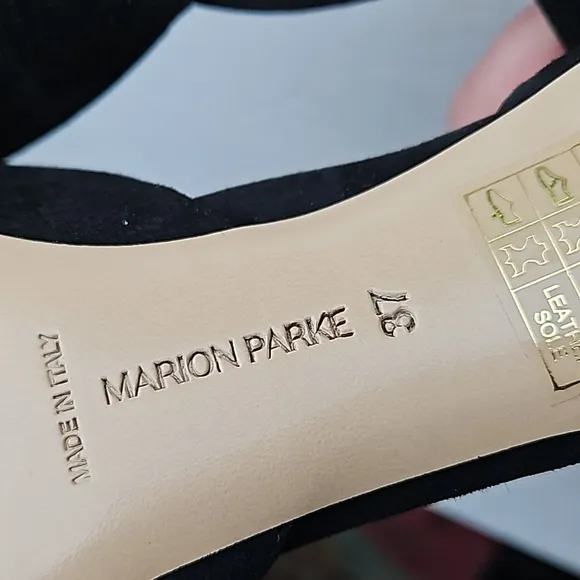 MADE IN ITALY
MARION PARKE
37
LEATHER
SOLE